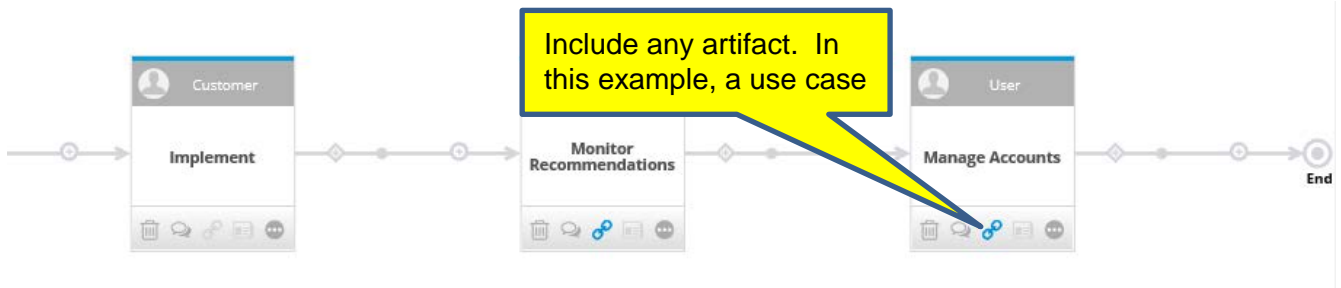 Include any artifact. In
this example, a use case
Customer
User
Implement
Monitor
Recommendations
Manage Accounts
End